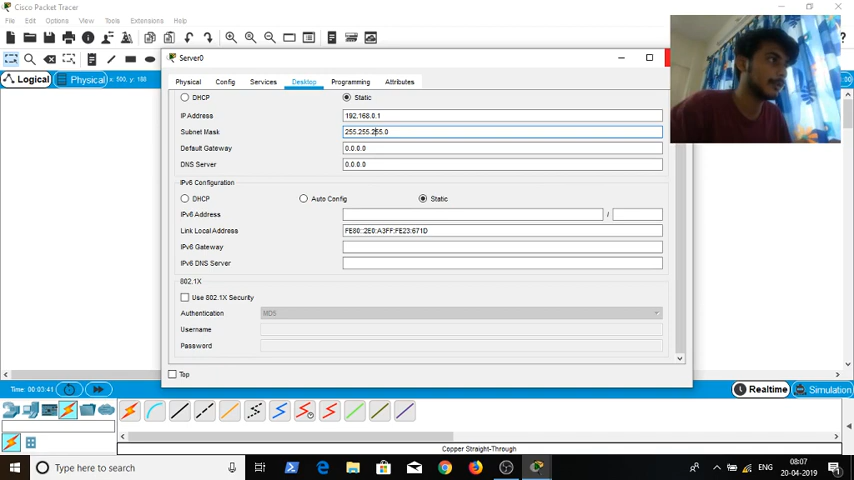 Cisco Packet Tracer
File Edit Options View Tools Extensions Help
Logical Physical x: 500, y: 188
Server0
Physical Config Services Desktop Programming Attributes
DHCP Static
IP Address 192.168.0.1
Subnet Mask 255.255.255.0
Default Gateway 0.0.0.0
DNS Server 0.0.0.0
IPv6 Configuration
DHCP Auto Config Static
IPv6 Address /
Link Local Address FE80::2E0:A3FF:FE23:671D
IPv6 Gateway
IPv6 DNS Server
802.1X
Use 802.1X Security
Authentication MD5
Username
Password
Top
Time: 00:03:41 Realtime Simulation
Copper Straight-Through
Type here to search
ENG 08:07
20-04-2019